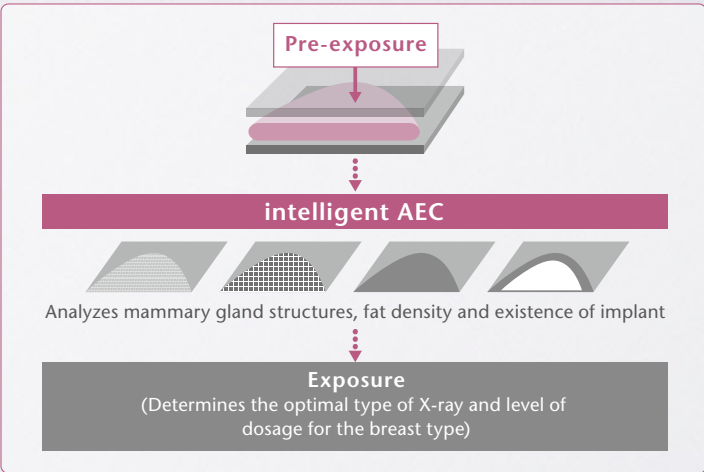 Pre-exposure
intelligent AEC
Analyzes mammary gland structures, fat density and existence of implant
Exposure
(Determines the optimal type of X-ray and level of
dosage for the breast type)